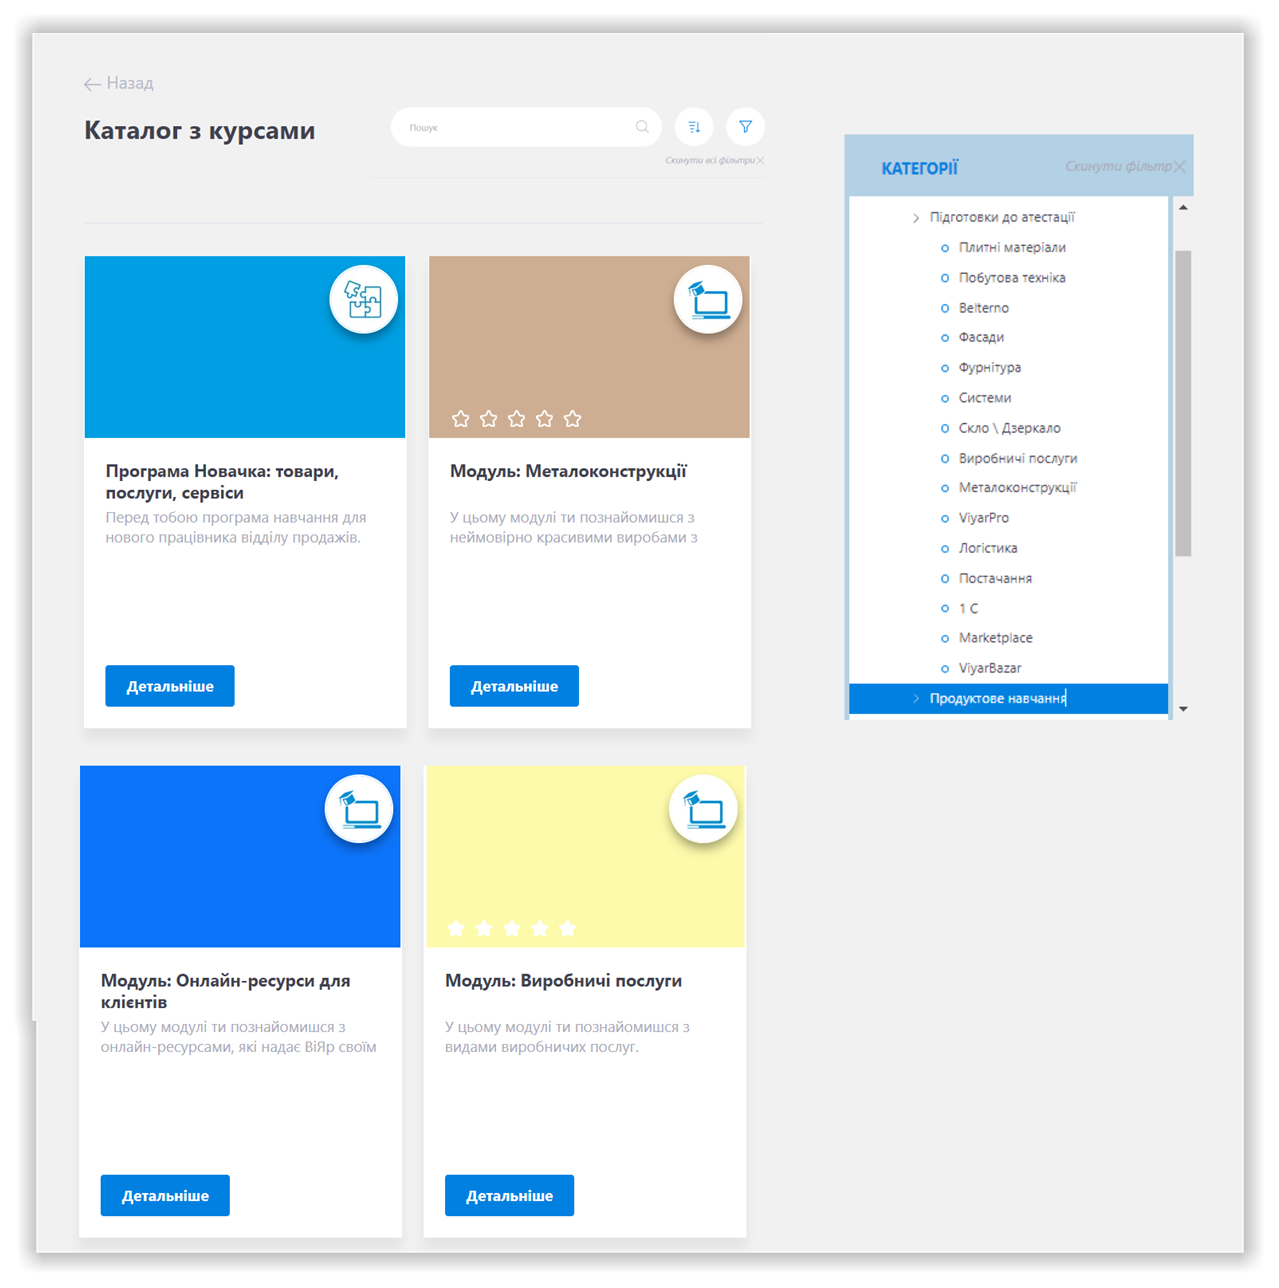 Назад
Каталог з курсами
Пошук
Скинути всі фільтри
Програма Новачка: товари,
послуги, сервіси
Перед тобою програма навчання для
нового працівника відділу продажів.
Детальніше
Модуль: Металоконструкції
У цьому модулі ти познайомишся з
неймовірно красивими виробами з
Детальніше
Модуль: Онлайн-ресурси для
клієнтів
У цьому модулі ти познайомишся з
онлайн-ресурсами, які надає ВіЯр своїм
Детальніше
Модуль: Виробничі послуги
У цьому модулі ти познайомишся з
видами виробничих послуг.
Детальніше
КАТЕГОРІЇ
Скинути фільтр
Підготовки до атестації
Плитні матеріали
Побутова техніка
Belterno
Фасади
Фурнітура
Системи
Скло \ Дзеркало
Виробничі послуги
Металоконструкції
ViyarPro
Логістика
Постачання
1 С
Marketplace
ViyarBazar
Продуктове навчання